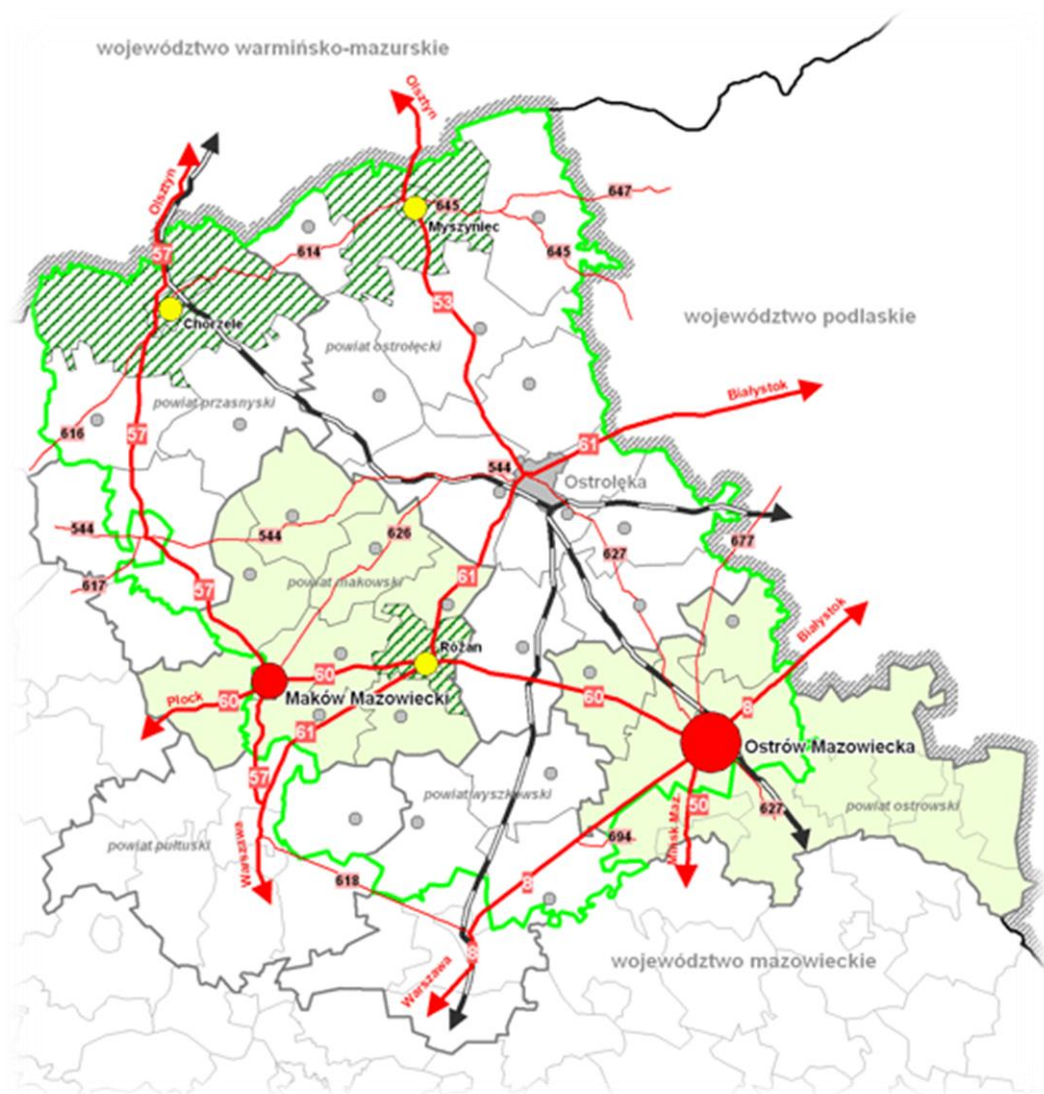 województwo warmińsko-mazurskie
Olsztyn
Olsztyn
647
645
Myszyniec
614
645
57
53
Chorzele
województwo podlaskie
powiat ostrołęcki
Białystok
powiat przasnyski
616
57
61
544
Ostrołęka
544
544
626
677
627
617
57
powiat makowski
61
Białystok
Różan
60
Maków Mazowiecki
60
Płock
60
8
61
Ostrów Mazowiecka
57
powiat wyszkowski
50
627
powiat ostrowski
Mińsk Maz.
694
powiat pułtuski
Warszawa
618
8
8
województwo mazowieckie
Warszawa